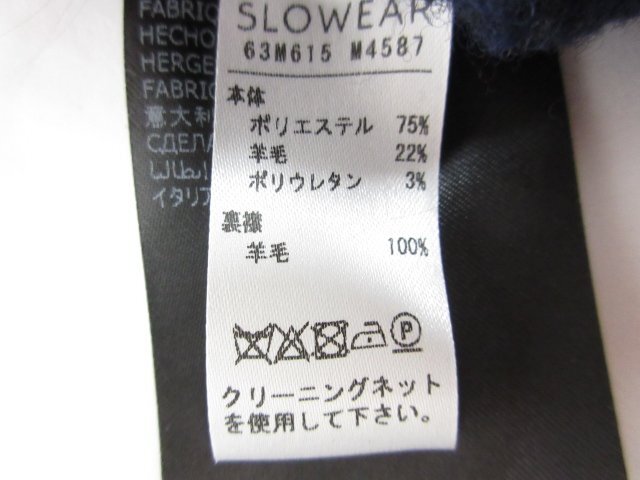 SLOWEAR
63M615 M4587
本体
ポリエステル 75%
羊毛 22%
ポリウレタン 3%
裏襟
羊毛 100%
P
クリーニングネット
を使用して下さい。
FABRIC
HECHO
HERGE
FABRIC
意大利
СДЕЛА
イタリア